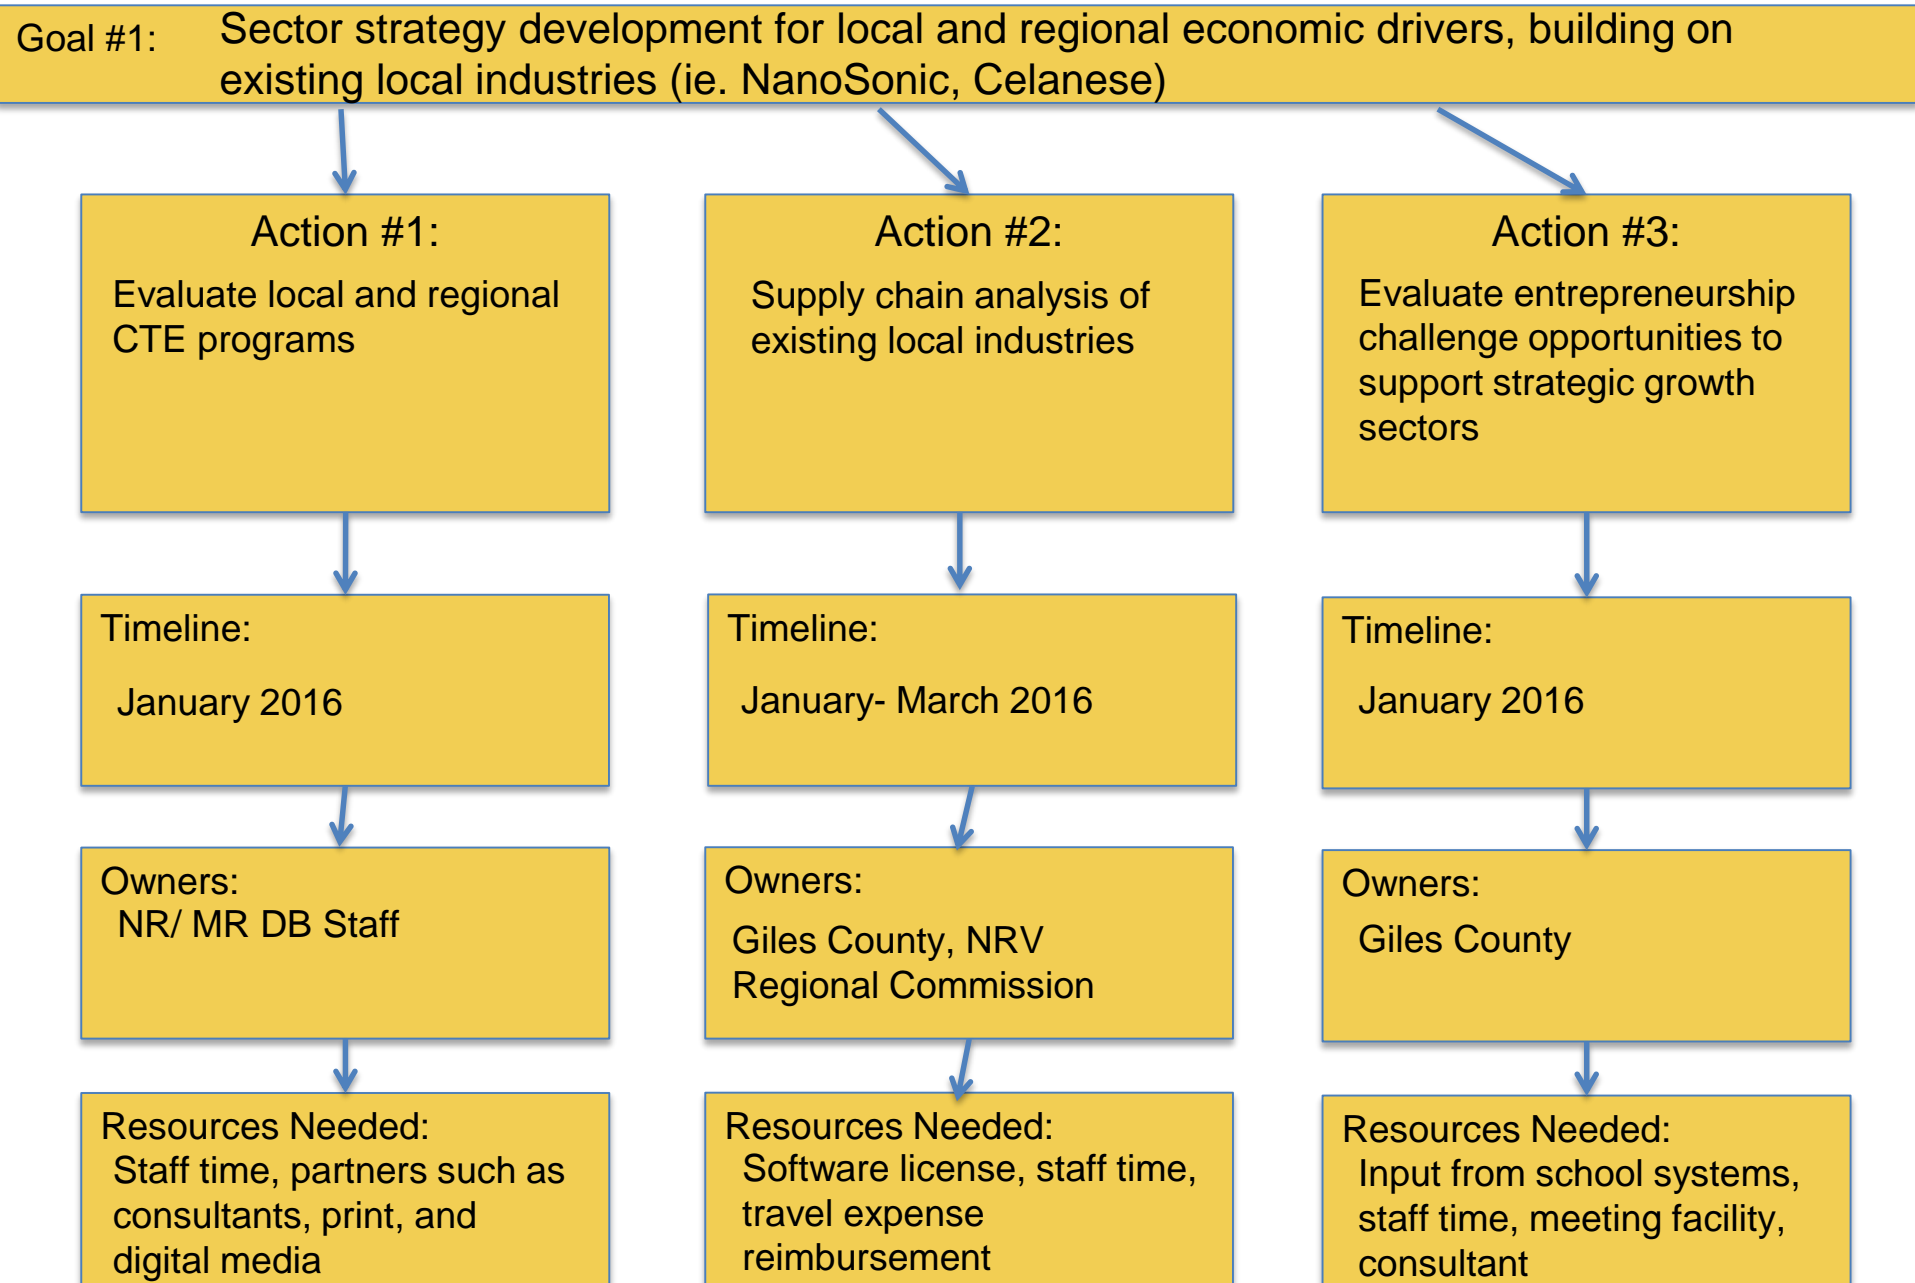 Goal #1: Sector strategy development for local and regional economic drivers, building on
existing local industries (ie. NanoSonic, Celanese)
Action #1:
Evaluate local and regional
CTE programs
Timeline:
January 2016
Owners:
NR/ MR DB Staff
Resources Needed:
Staff time, partners such as
consultants, print, and
digital media
Action #2:
Supply chain analysis of
existing local industries
Timeline:
January- March 2016
Owners:
Giles County, NRV
Regional Commission
Resources Needed:
Software license, staff time,
travel expense
reimbursement
Action #3:
Evaluate entrepreneurship
challenge opportunities to
support strategic growth
sectors
Timeline:
January 2016
Owners:
Giles County
Resources Needed:
Input from school systems,
staff time, meeting facility,
consultant